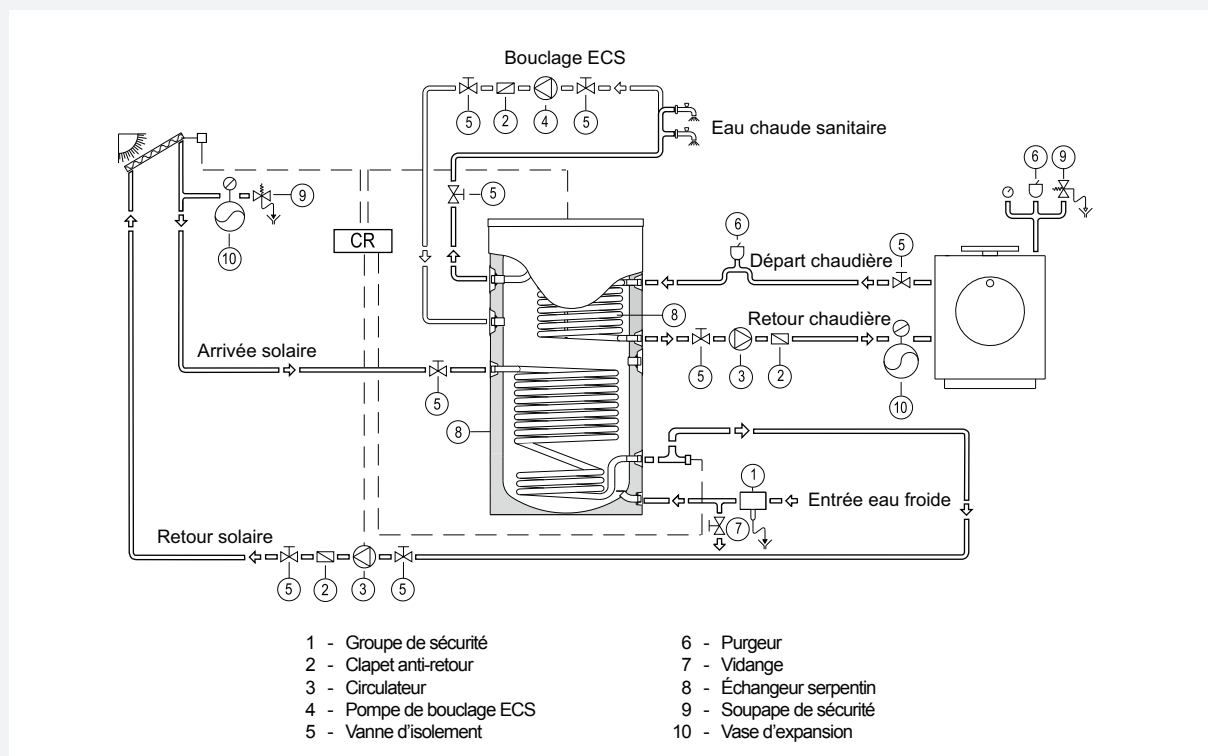 Bouclage ECS
5
2
4
5
Eau chaude sanitaire
6
9
9
5
10
CR
6
5
Départ chaudière
8
Retour chaudière
Arrivée solaire
5
3
2
5
10
8
1
Entrée eau froide
7
Retour solaire
5
2
3
5
1 - Groupe de sécurité
2 - Clapet anti-retour
3 - Circulateur
4 - Pompe de bouclage ECS
5 - Vanne d'isolement
6 - Purgeur
7 - Vidange
8 - Échangeur serpentin
9 - Soupape de sécurité
10 - Vase d'expansion